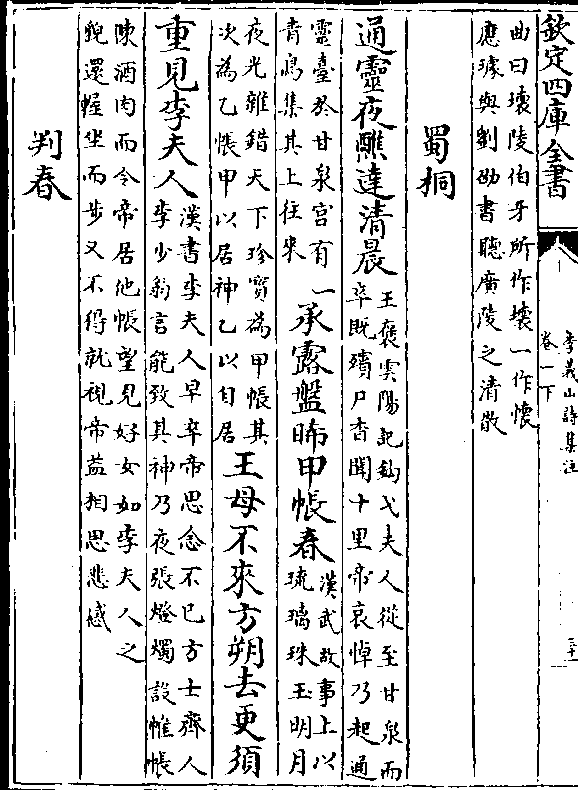 欽定四庫全書
李義山詩集注
卷一下
三十一
曲曰壊陵伯牙所作壊一作懐
應璩與劉劭書聽廣陵之清散
蜀桐
通靈夜醮達清晨
王褒雲陽記鈎弋夫人從至甘泉而
卒既殯尸香聞十里帝哀悼乃起通
靈臺於甘泉宫有
青鳥集其上往來
一承露盤晞甲帳春
漢武故事上以
琉璃珠玉明月
夜光雜錯天下珍寳為甲帳其
次為乙帳甲以居神乙以自居
王母不來方朔去更須
重見李夫人
漢書李夫人早卒帝思念不已方士齊人
李少翁言能致其神乃夜張燈燭設帷帳
陳酒肉而令帝居他帳望見好女如李夫人之
貌還幄坐而步又不得就視帝益相思悲感
判春